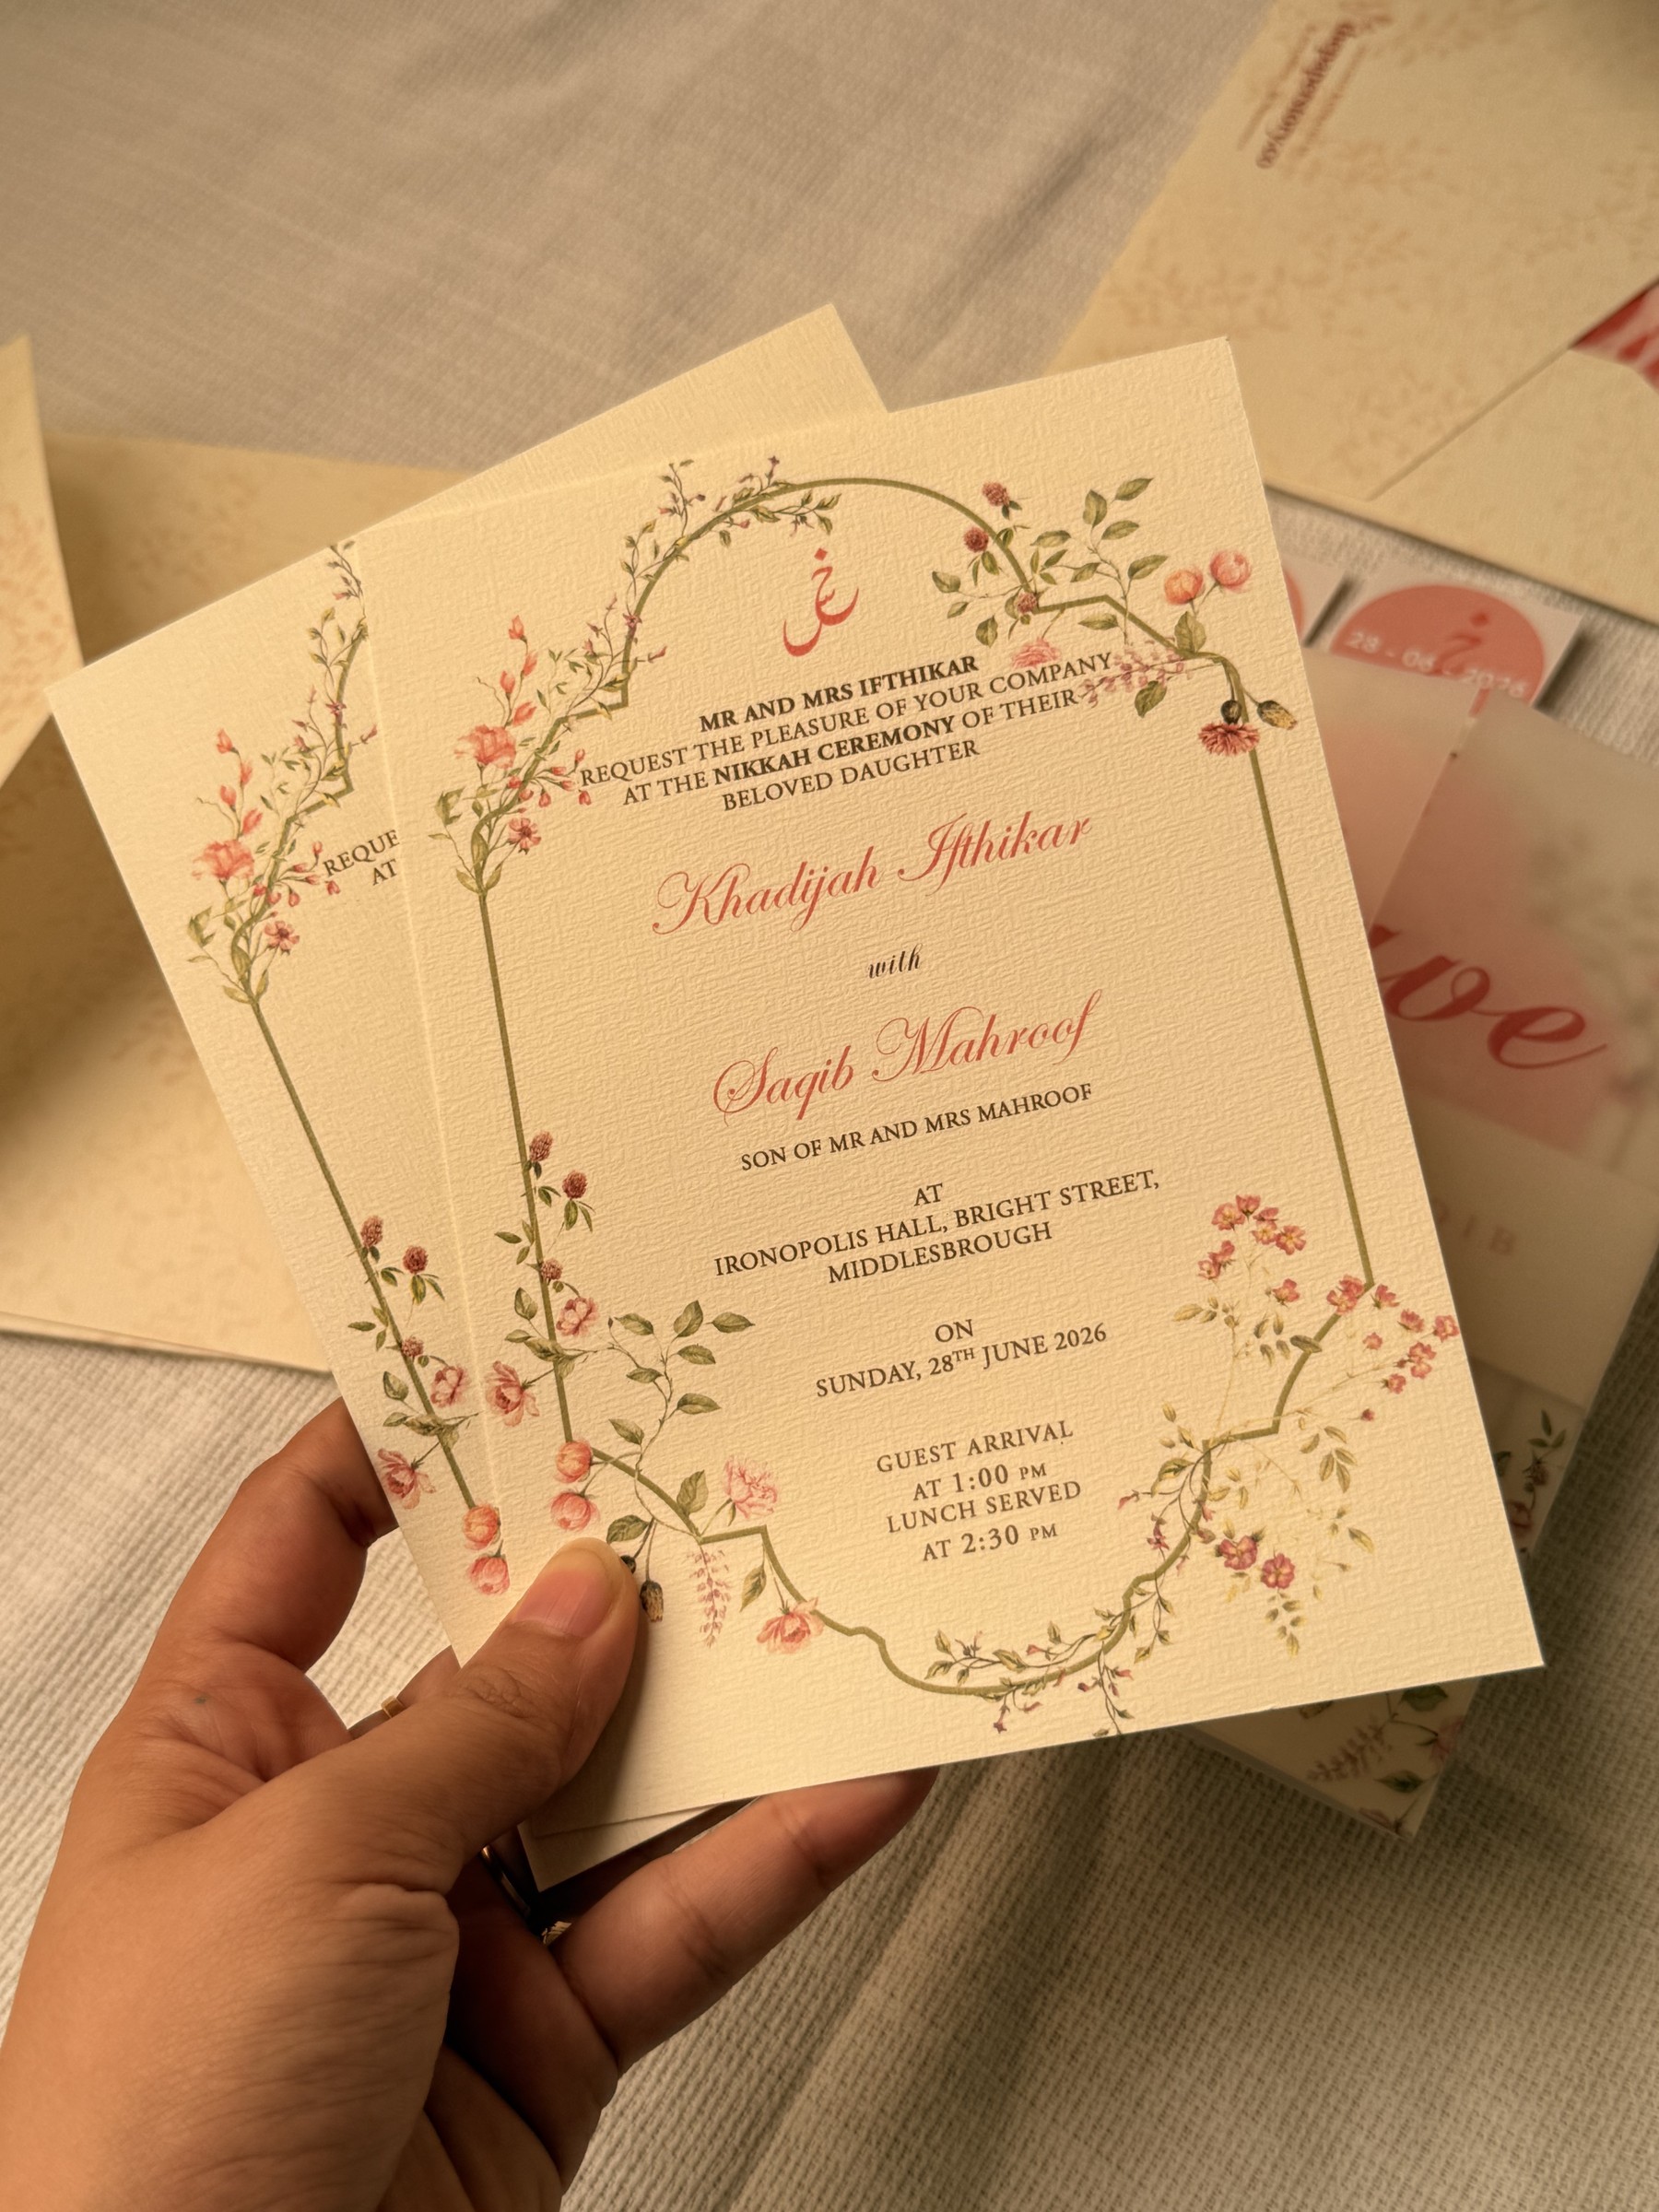 MR AND MRS IFTHIKAR
REQUEST THE PLEASURE OF YOUR COMPANY
AT THE NIKKAH CEREMONY OF THEIR
BELOVED DAUGHTER
Khadijah Ifthikar
with
Saqib Mahroof
SON OF MR AND MRS MAHROOF
AT
IRONOPOLIS HALL, BRIGHT STREET,
MIDDLESBROUGH
ON
SUNDAY, 28TH JUNE 2026
GUEST ARRIVAL
AT 1:00 PM
LUNCH SERVED
AT 2:30 PM
REQUE
AT
28 - 06 - 2026